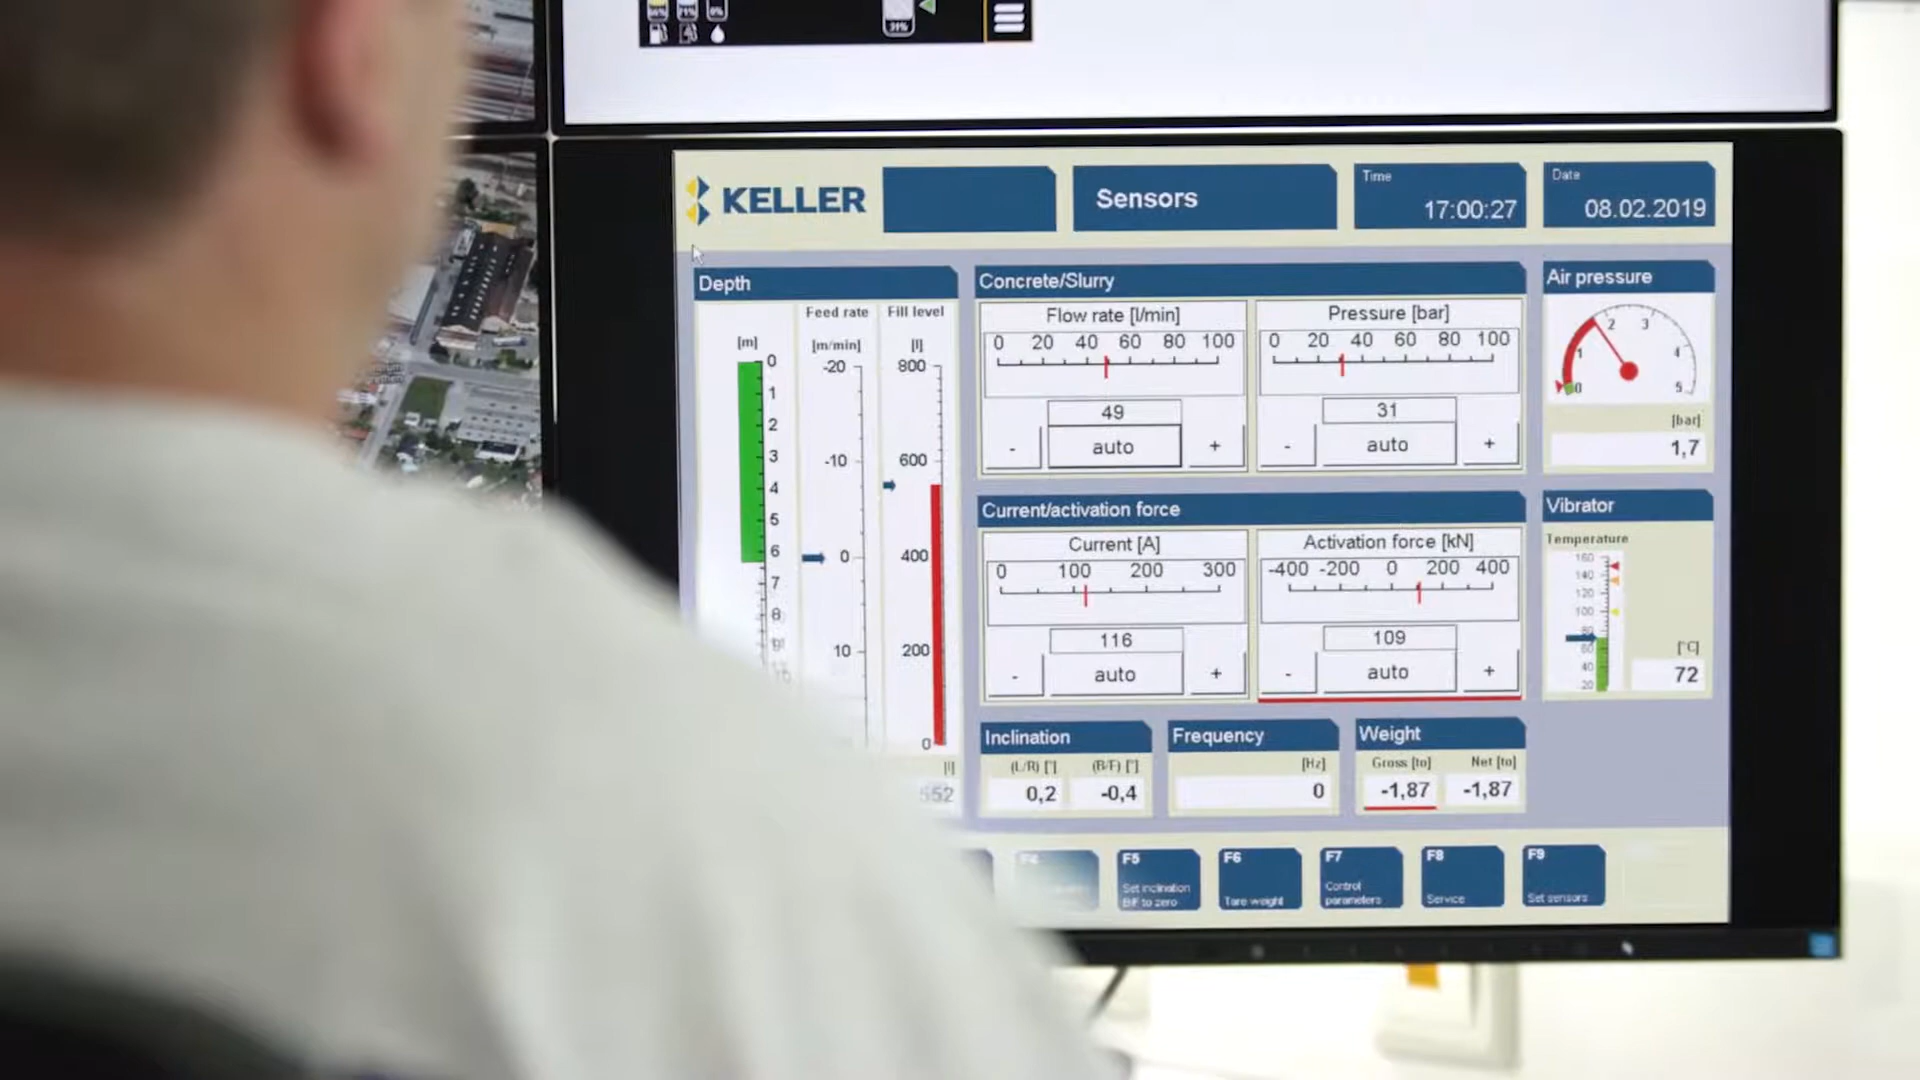 31%
KELLER
Sensors
Time
17:00:27
Date
08.02.2019
Depth
Feed rate
Fill level
[m]
[m/min]
[l]
0
1
2
3
4
5
6
7
8
9
-20
-10
0
10
800
600
400
200
0
[l]
552
Concrete/Slurry
Flow rate [l/min]
0 20 40 60 80 100
49
- auto +
Pressure [bar]
0 20 40 60 80 100
31
- auto +
Air pressure
0 1 2 3 4 5
[bar]
1,7
Current/activation force
Current [A]
0 100 200 300
116
- auto +
Activation force [kN]
-400 -200 0 200 400
109
- auto +
Vibrator
Temperature
160
140
120
100
80
60
40
20
[°C]
72
Inclination
(L/R) [°] (B/F) [°]
0,2 -0,4
Frequency
[Hz]
0
Weight
Gross [to] Net [to]
-1,87 -1,87
F4
F5
Set inclination
B/F to zero
F6
Tare weight
F7
Control
parameters
F8
Service
F9
Set sensors